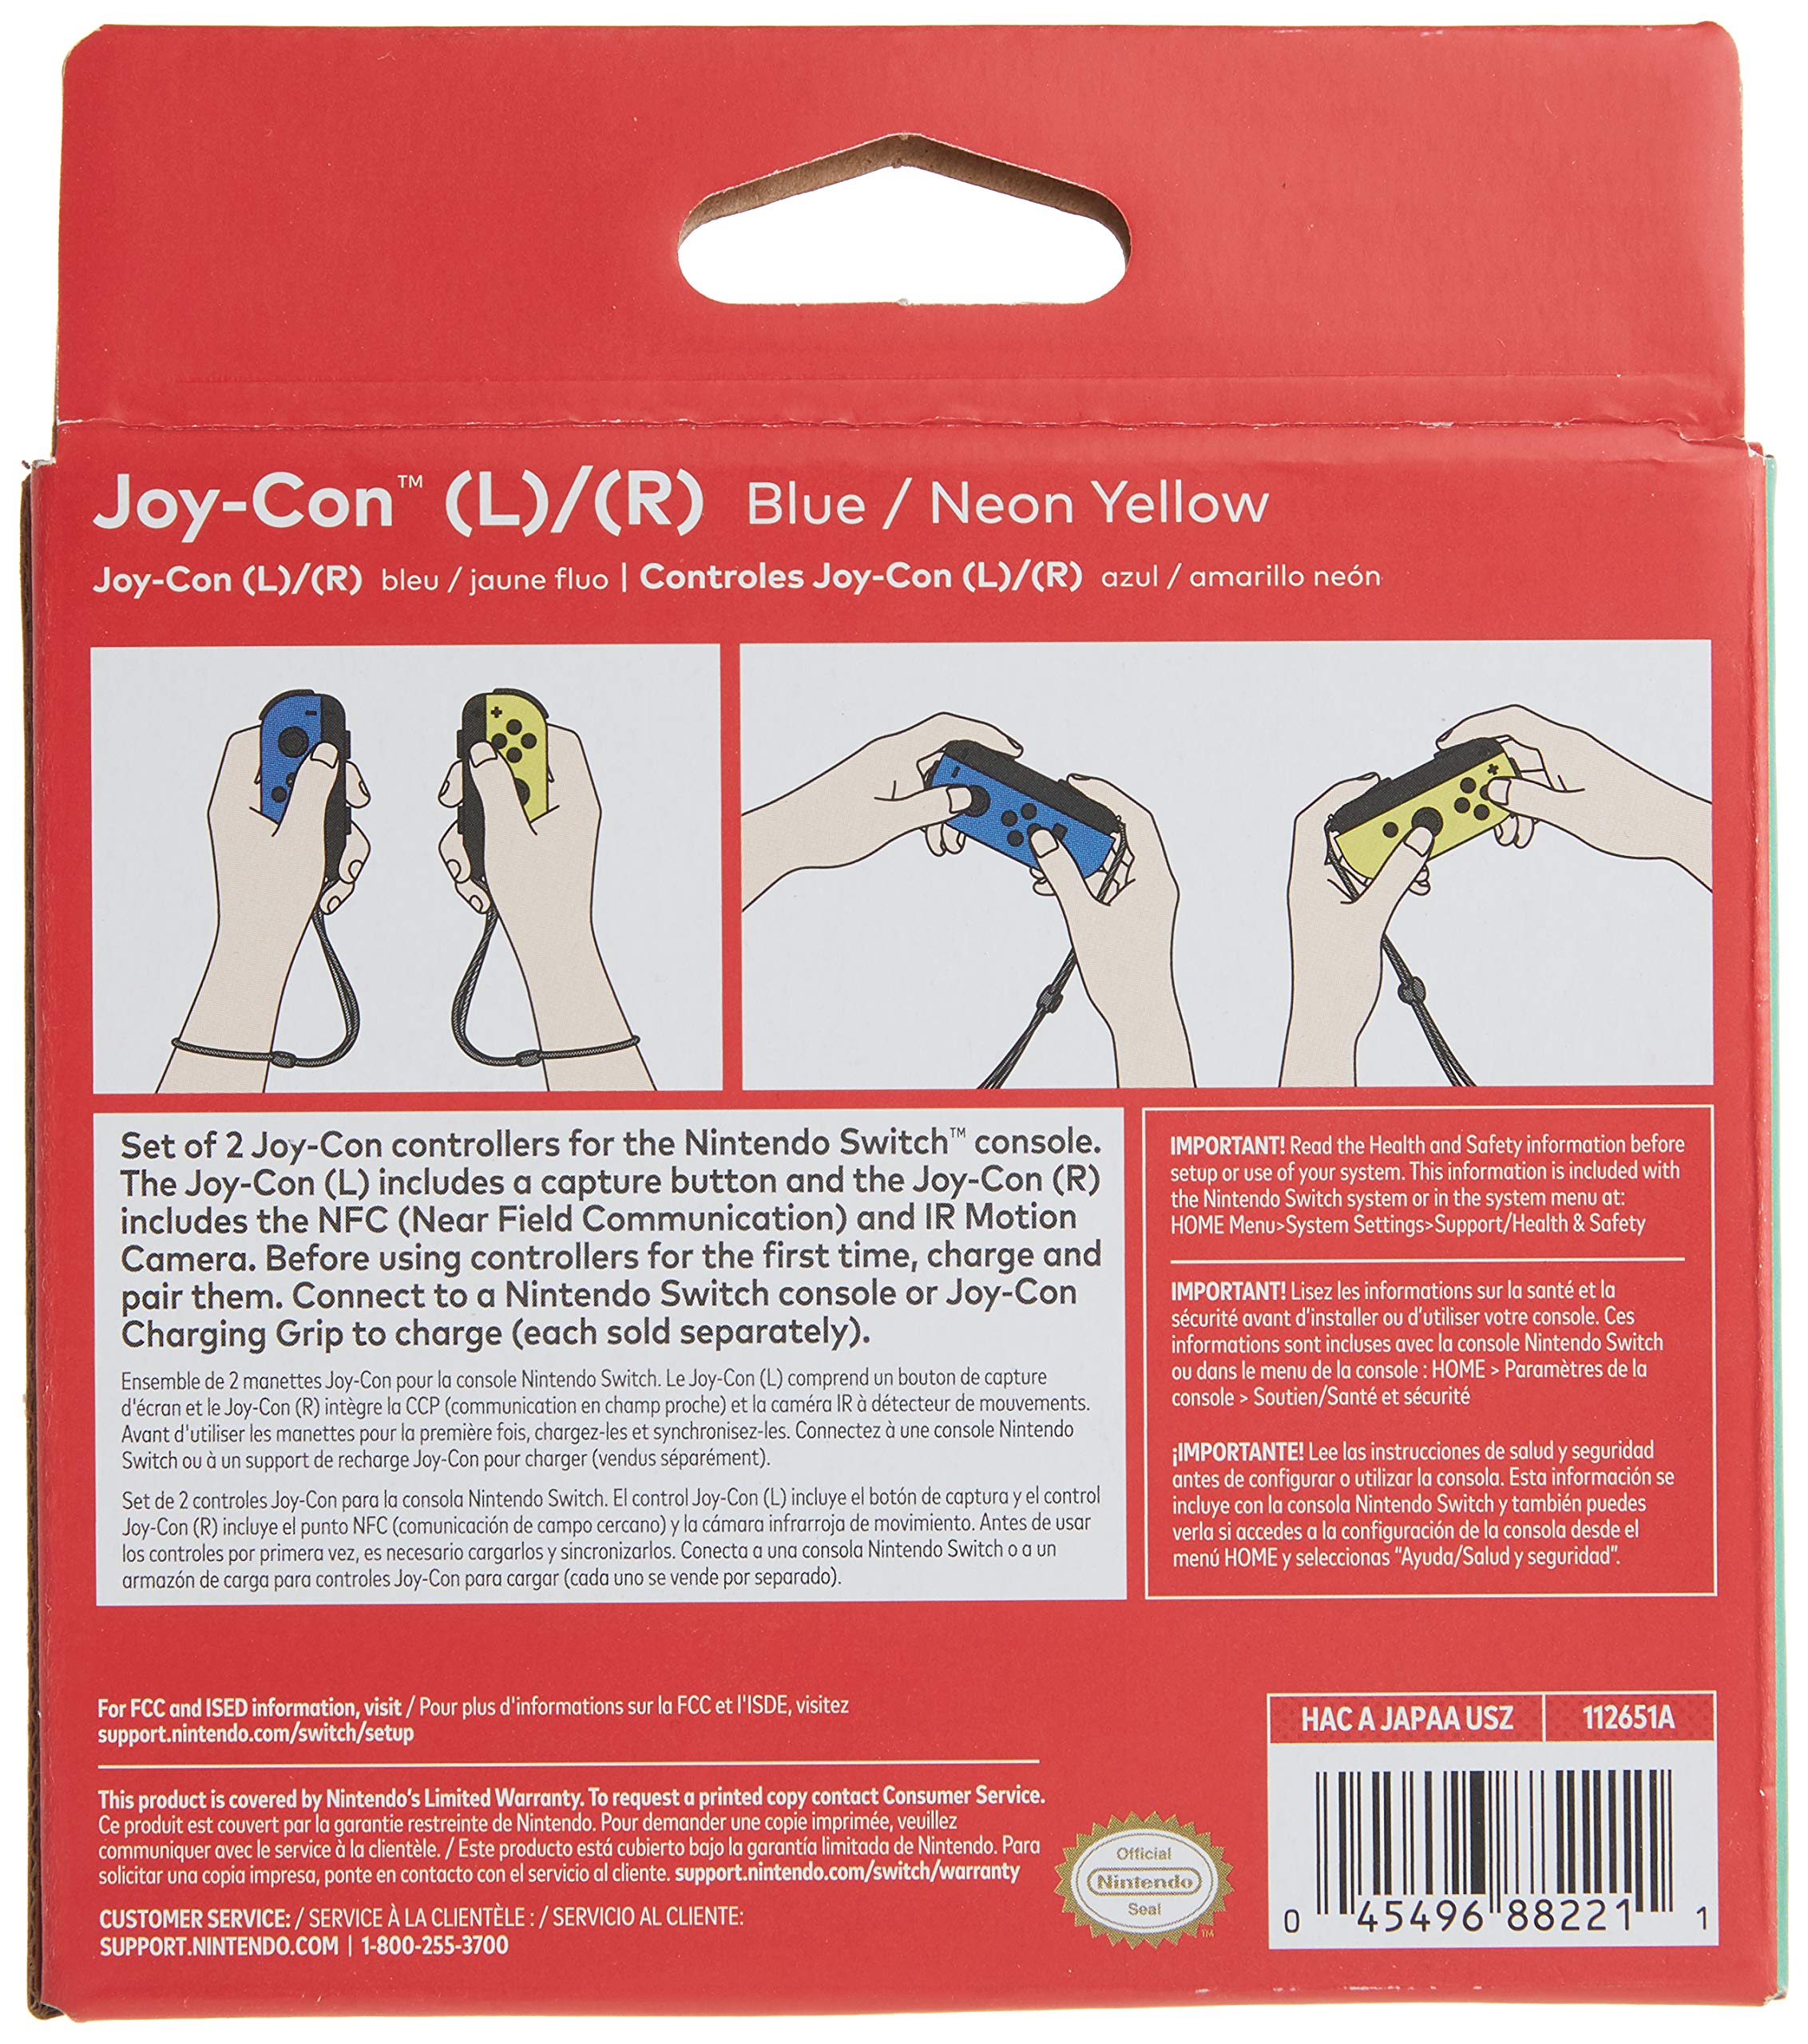 Joy-Con™ (L)/(R) Blue / Neon Yellow
Joy-Con (L)/(R) bleu / jaune fluo | Controles Joy-Con (L)/(R) azul / amarillo neón
Set of 2 Joy-Con controllers for the Nintendo Switch™ console.
The Joy-Con (L) includes a capture button and the Joy-Con (R)
includes the NFC (Near Field Communication) and IR Motion
Camera. Before using controllers for the first time, charge and
pair them. Connect to a Nintendo Switch console or Joy-Con
Charging Grip to charge (each sold separately).
Ensemble de 2 manettes Joy-Con pour la console Nintendo Switch. Le Joy-Con (L) comprend un bouton de capture
d'écran et le Joy-Con (R) intègre la CCP (communication en champ proche) et la caméra IR à détecteur de mouvements.
Avant d'utiliser les manettes pour la première fois, chargez-les et synchronisez-les. Connectez à une console Nintendo
Switch ou à un support de recharge Joy-Con pour charger (vendus séparément).
Set de 2 controles Joy-Con para la consola Nintendo Switch. El control Joy-Con (L) incluye el botón de captura y el control
Joy-Con (R) incluye el punto NFC (comunicación de campo cercano) y la cámara infrarroja de movimiento. Antes de usar
los controles por primera vez, es necesario cargarlos y sincronizarlos. Conecta a una consola Nintendo Switch o a un
armazón de carga para controles Joy-Con para cargar (cada uno se vende por separado).
IMPORTANT! Read the Health and Safety information before
setup or use of your system. This information is included with
the Nintendo Switch system or in the system menu at:
HOME Menu>System Settings>Support/Health & Safety
IMPORTANT! Lisez les informations sur la santé et la
sécurité avant d'installer ou d'utiliser votre console. Ces
informations sont incluses avec la console Nintendo Switch
ou dans le menu de la console : HOME > Paramètres de la
console > Soutien/Santé et sécurité
¡IMPORTANTE! Lee las instrucciones de salud y seguridad
antes de configurar o utilizar la consola. Esta información se
incluye con la consola Nintendo Switch y también puedes
verla si accedes a la configuración de la consola desde el
menú HOME y seleccionas “Ayuda/Salud y seguridad”.
For FCC and ISED information, visit / Pour plus d'informations sur la FCC et l'ISDE, visitez
support.nintendo.com/switch/setup
This product is covered by Nintendo's Limited Warranty. To request a printed copy contact Consumer Service.
Ce produit est couvert par la garantie restreinte de Nintendo. Pour demander une copie imprimée, veuillez
communiquer avec le service à la clientèle. / Este producto está cubierto bajo la garantía limitada de Nintendo. Para
solicitar una copia impresa, ponte en contacto con el servicio al cliente. support.nintendo.com/switch/warranty
CUSTOMER SERVICE: / SERVICE À LA CLIENTÈLE : / SERVICIO AL CLIENTE:
SUPPORT.NINTENDO.COM | 1-800-255-3700
Official
Nintendo
Seal
TM
HAC A JAPAA USZ 112651A
0 45496 88221 1